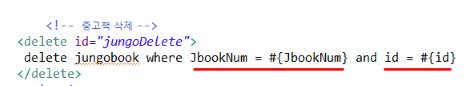 <!-- 중고책 삭제 -->
<delete id="jungoDelete">
delete jungobook where JbookNum = #{JbookNum} and id = #{id}
</delete>